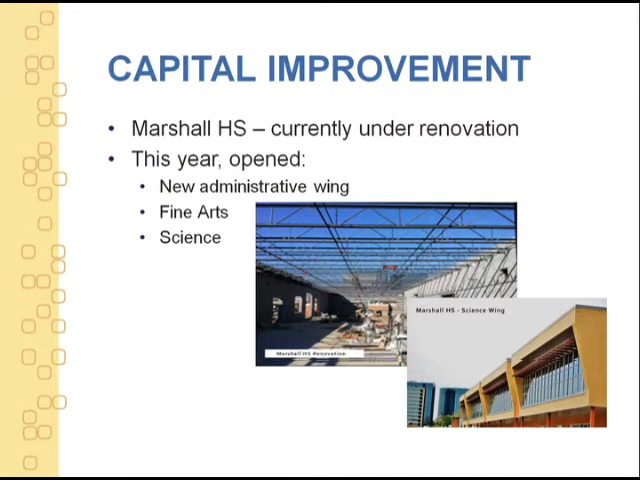 CAPITAL IMPROVEMENT
• Marshall HS – currently under renovation
• This year, opened:
• New administrative wing
• Fine Arts
• Science
Marshall HS Renovation
Marshall HS - Science Wing